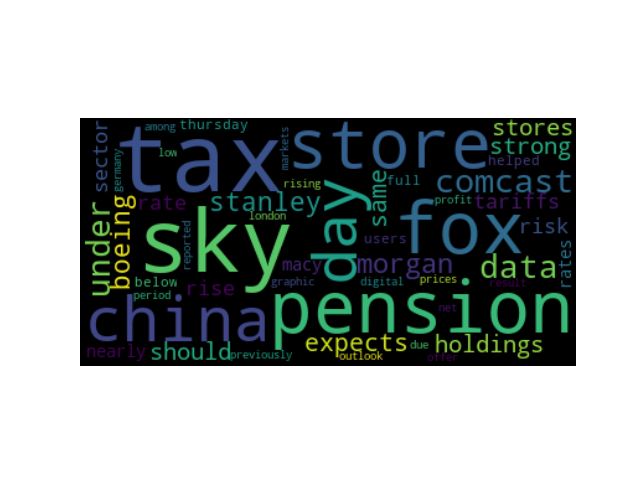 among thursday
sector
germany
low
tax
markets
store
stores
strong
helped
rising
full
comcast
under
boeing
rate
stanley
day
same
profit
tariffs
sky
london
reported
users
fox
risk
rates
macy
morgan
data
below
period
rise
graphic
digital
prices
result
china
pension
net
nearly
should
previously
expects
outlook
due
holdings
offer